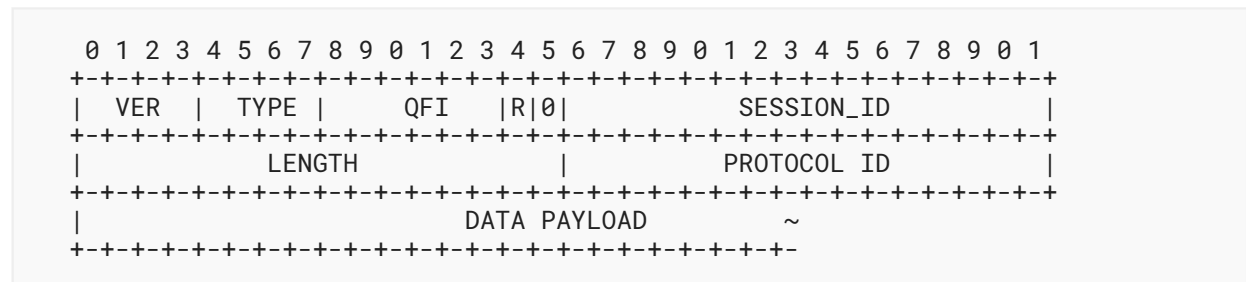 0 1 2 3 4 5 6 7 8 9 0 1 2 3 4 5 6 7 8 9 0 1 2 3 4 5 6 7 8 9 0 1
+-+-+-+-+-+-+-+-+-+-+-+-+-+-+-+-+-+-+-+-+-+-+-+-+-+-+-+-+-+-+-+-+
|  VER  |  TYPE |     QFI   |R|0|           SESSION_ID          |
+-+-+-+-+-+-+-+-+-+-+-+-+-+-+-+-+-+-+-+-+-+-+-+-+-+-+-+-+-+-+-+-+
|            LENGTH             |          PROTOCOL ID          |
+-+-+-+-+-+-+-+-+-+-+-+-+-+-+-+-+-+-+-+-+-+-+-+-+-+-+-+-+-+-+-+-+
|                         DATA PAYLOAD         ~
+-+-+-+-+-+-+-+-+-+-+-+-+-+-+-+-+-+-+-+-+-+-+-+-